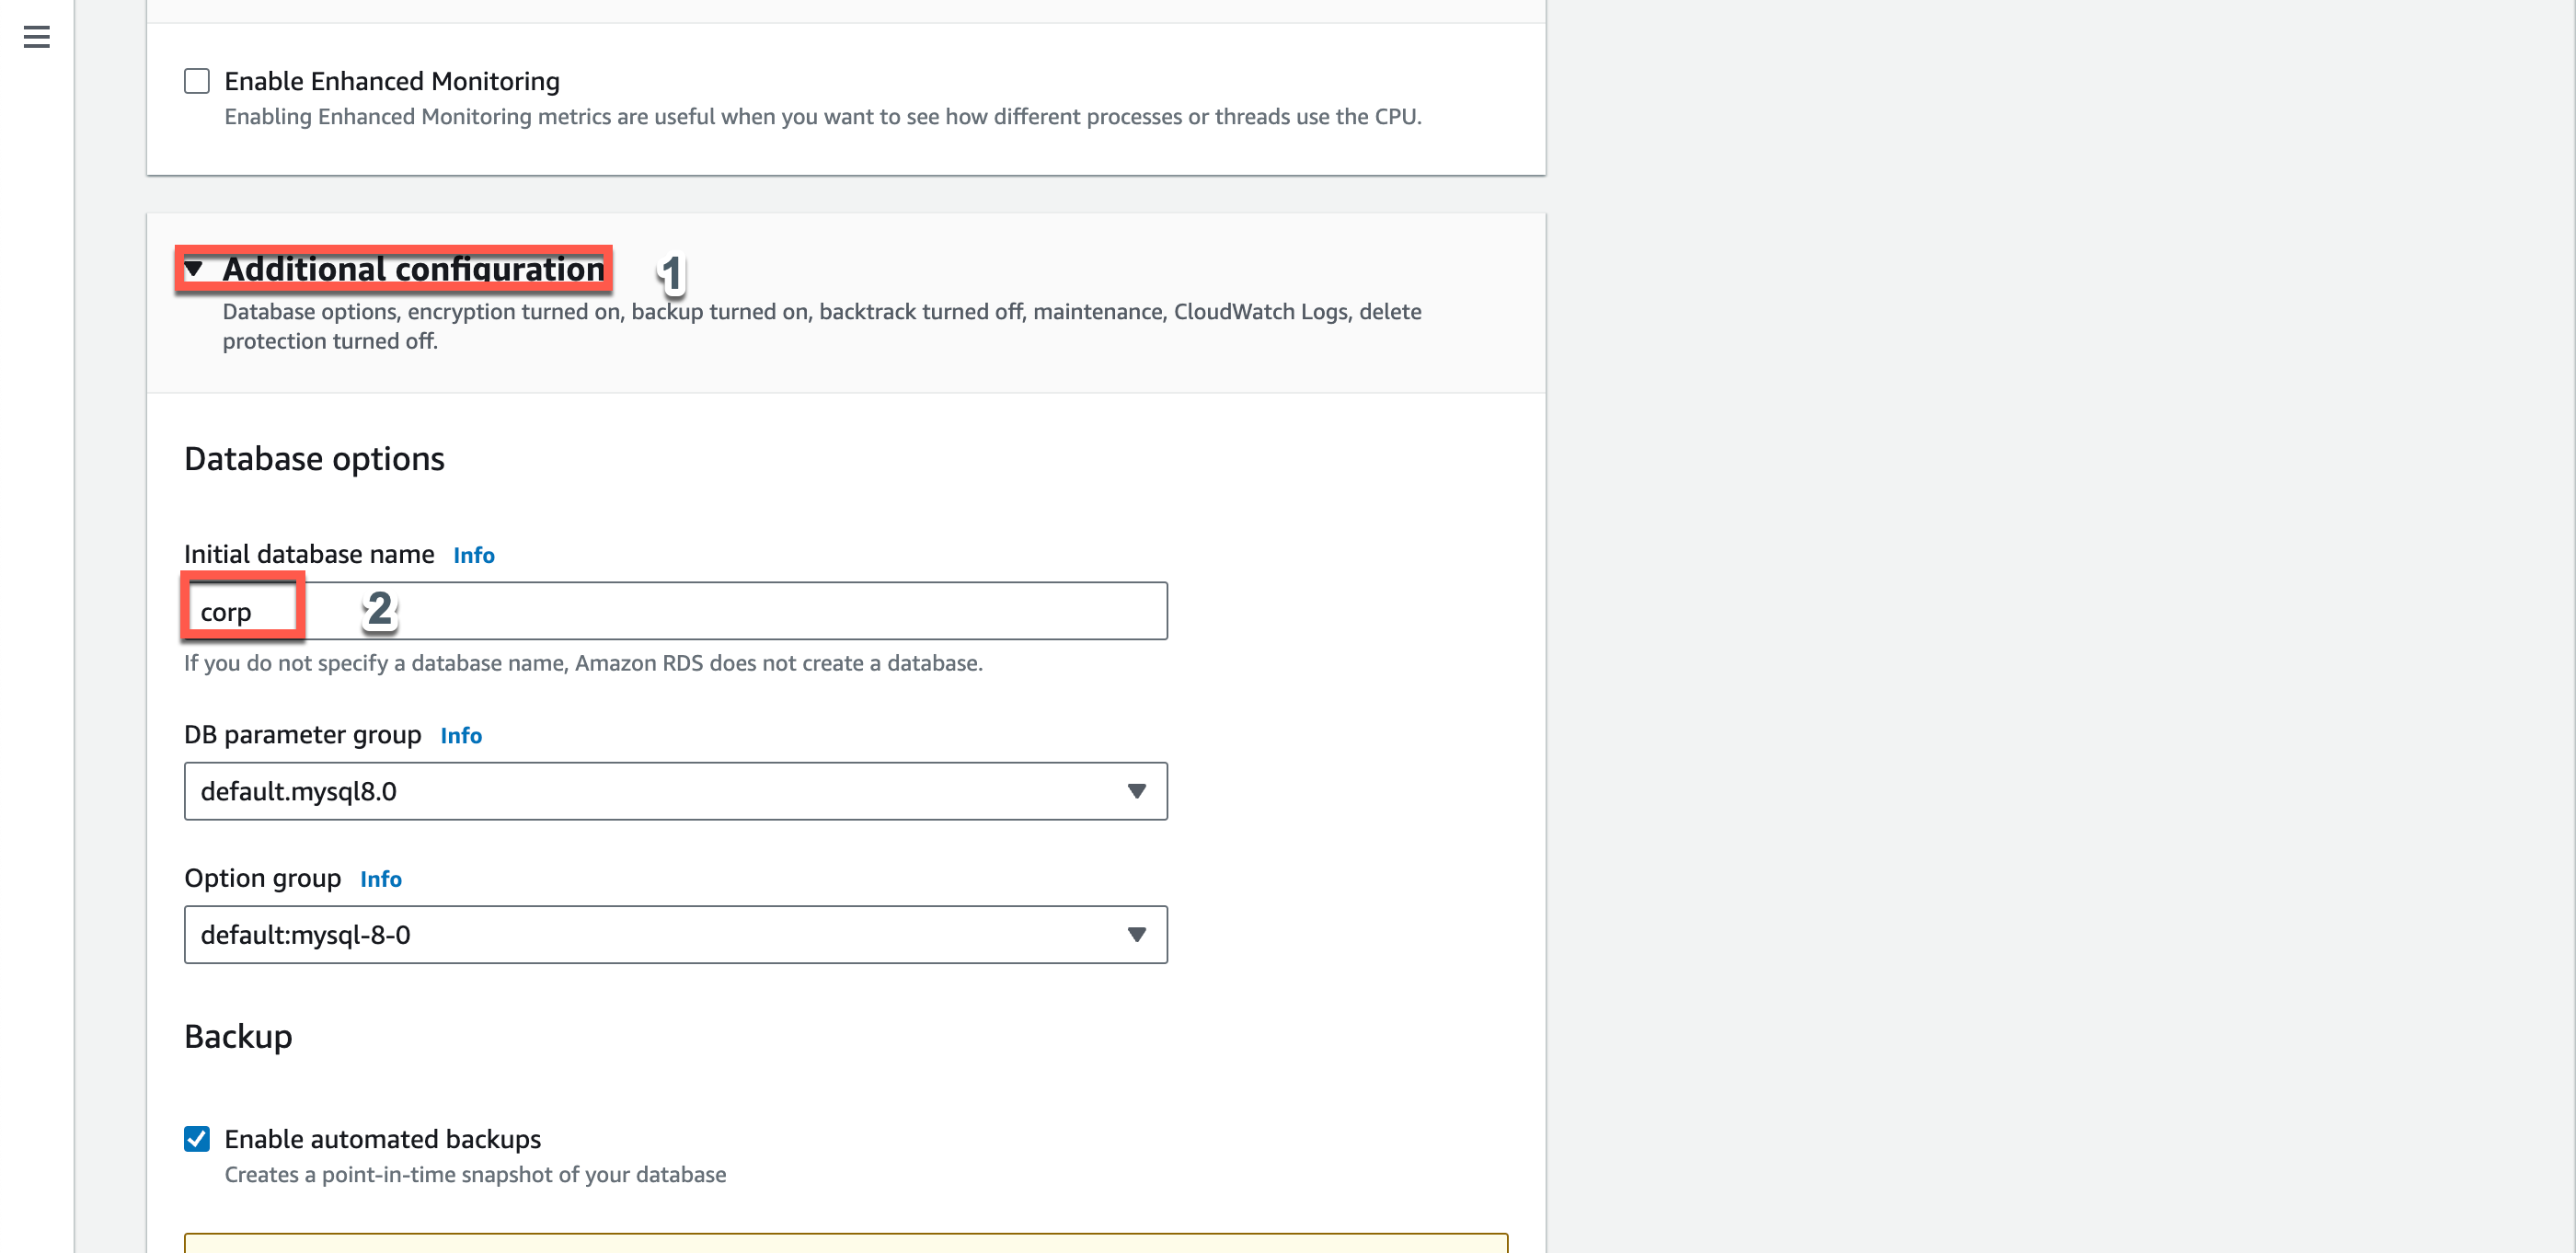 Enable Enhanced Monitoring
Enabling Enhanced Monitoring metrics are useful when you want to see how different processes or threads use the CPU.
Additional configuration 1
Database options, encryption turned on, backup turned on, backtrack turned off, maintenance, CloudWatch Logs, delete
protection turned off.
Database options
Initial database name Info
corp 2
If you do not specify a database name, Amazon RDS does not create a database.
DB parameter group Info
default.mysql8.0
Option group Info
default:mysql-8-0
Backup
Enable automated backups
Creates a point-in-time snapshot of your database